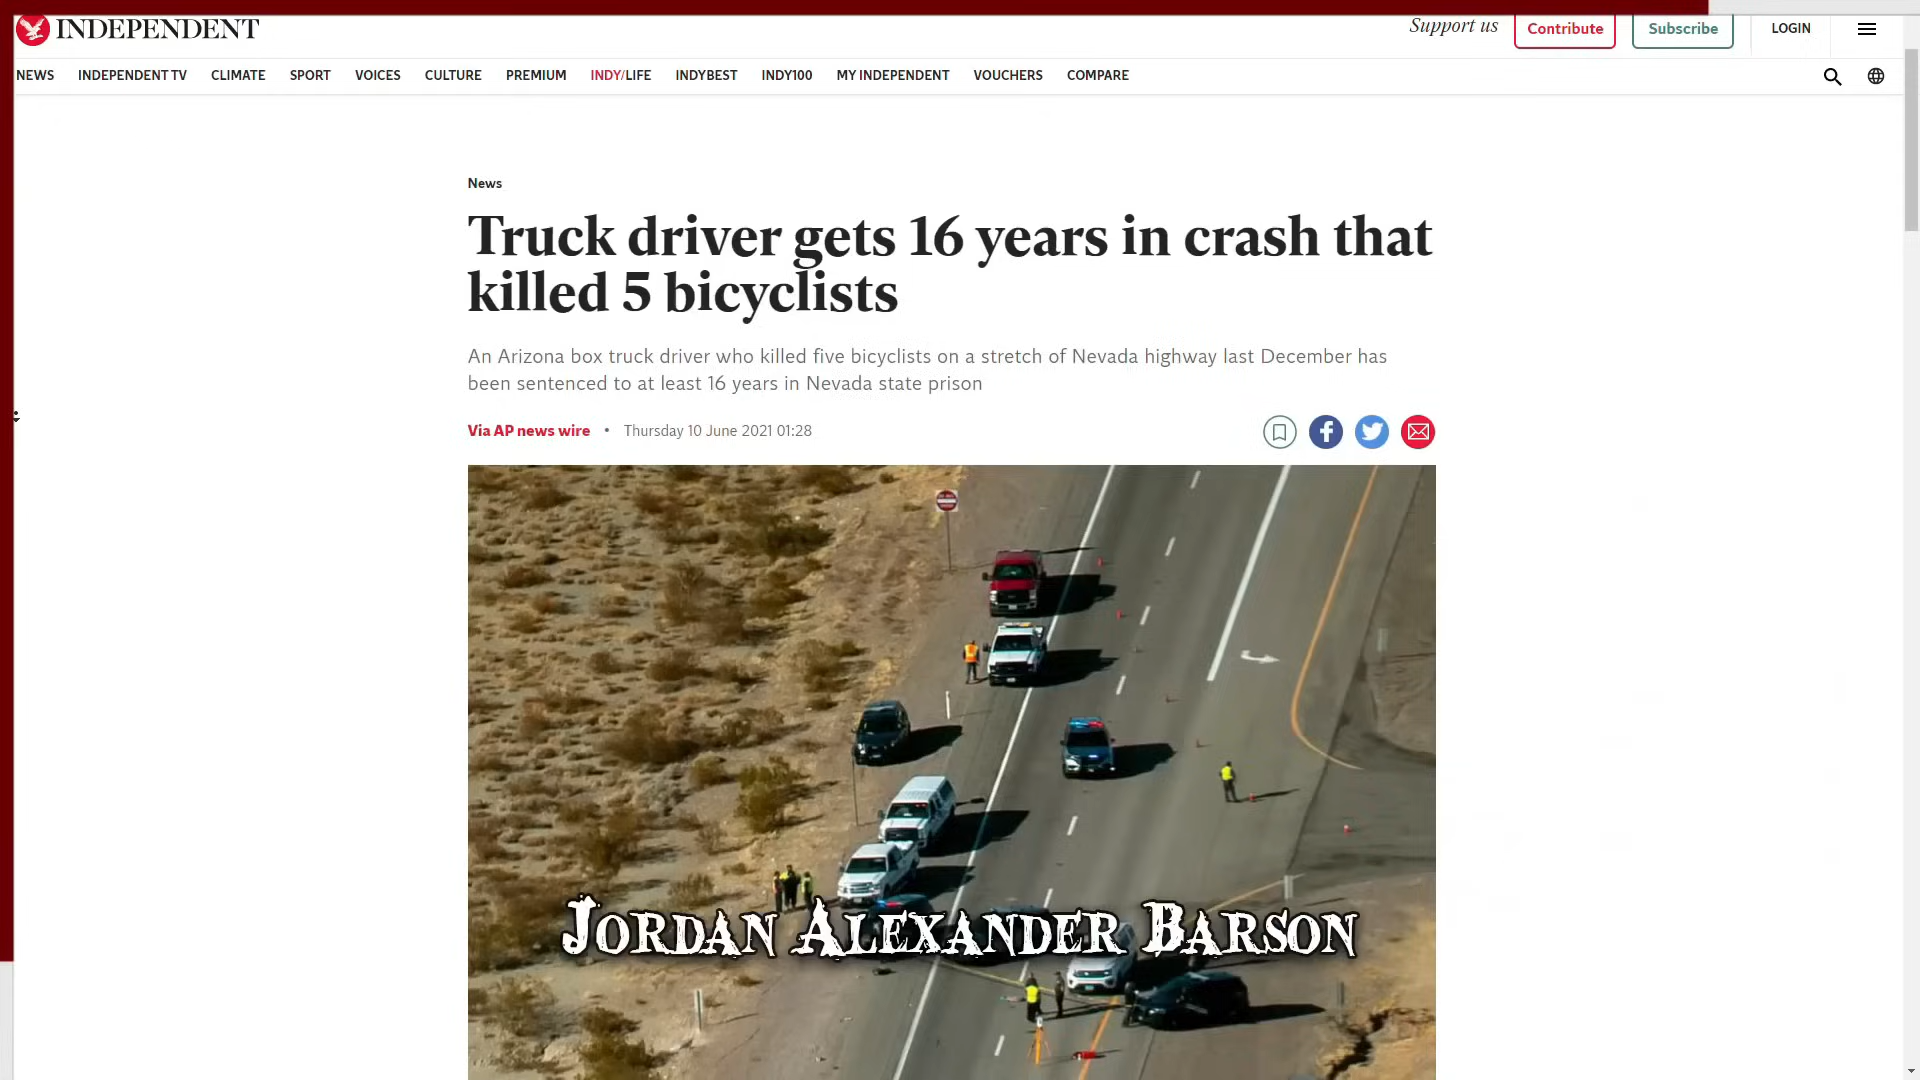 INDEPENDENT
Support us
Contribute
Subscribe
LOGIN
NEWS INDEPENDENT TV CLIMATE SPORT VOICES CULTURE PREMIUM INDY/LIFE INDYBEST INDY100 MY INDEPENDENT VOUCHERS COMPARE
News
Truck driver gets 16 years in crash that
killed 5 bicyclists
An Arizona box truck driver who killed five bicyclists on a stretch of Nevada highway last December has
been sentenced to at least 16 years in Nevada state prison
Via AP news wire • Thursday 10 June 2021 01:28
JORDAN ALEXANDER BARSON